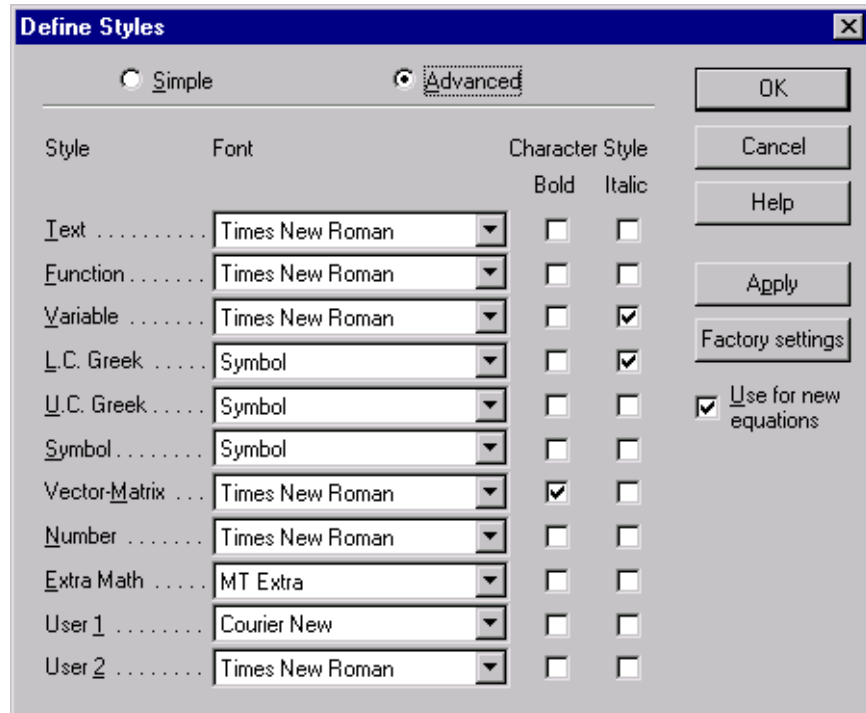 Define Styles
Simple Advanced
OK
Style Font Character Style
Cancel
Bold Italic
Help
Text . . . . . . . . . . Times New Roman
Function . . . . . . . Times New Roman
Apply
Variable . . . . . . . Times New Roman
Factory settings
L.C. Greek . . . . . Symbol
U.C. Greek . . . . . Symbol
Use for new
equations
Symbol . . . . . . . . Symbol
Vector-Matrix . . . Times New Roman
Number . . . . . . . Times New Roman
Extra Math . . . . . MT Extra
User 1 . . . . . . . . Courier New
User 2 . . . . . . . . Times New Roman